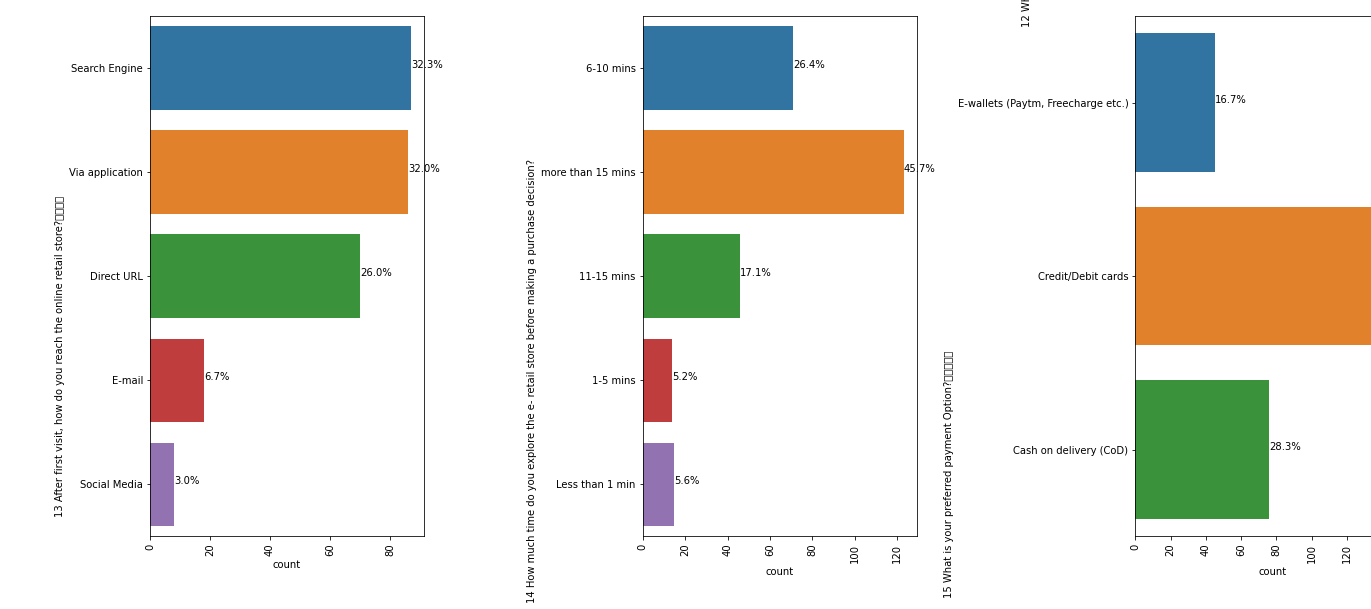 13 After first visit, how do you reach the online retail store?
Search Engine
Via application
Direct URL
E-mail
Social Media
32.3%
32.0%
26.0%
6.7%
3.0%
0 20 40 60 80
count
14 How much time do you explore the e- retail store before making a purchase decision?
6-10 mins
more than 15 mins
11-15 mins
1-5 mins
Less than 1 min
26.4%
45.7%
17.1%
5.2%
5.6%
0 20 40 60 80 100 120
count
12 Wh
15 What is your preferred payment Option?
E-wallets (Paytm, Freecharge etc.)
Credit/Debit cards
Cash on delivery (CoD)
16.7%
28.3%
0 20 40 60 80 100 120
count